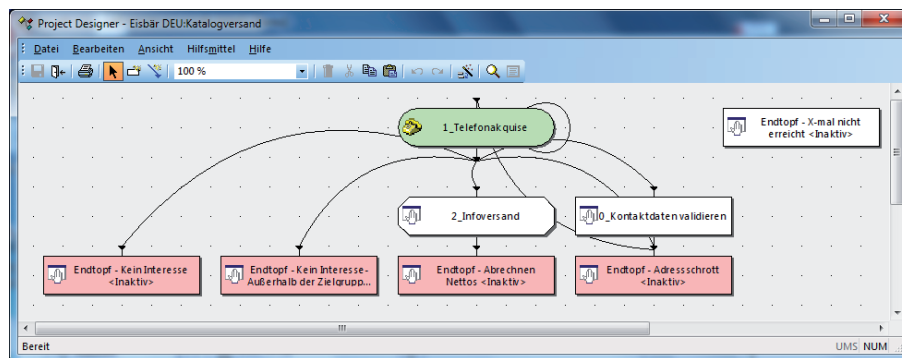 Project Designer - Eisbär DEU:Katalogversand
Datei Bearbeiten Ansicht Hilfsmittel Hilfe
100 %
1_Telefonakquise
Endtopf - X-mal nicht
erreicht <Inaktiv>
2_Infoversand
0_Kontaktdaten validieren
Endtopf - Kein Interesse
<Inaktiv>
Endtopf - Kein Interesse-
Außerhalb der Zielgrupp...
Endtopf - Abrechnen
Nettos <Inaktiv>
Endtopf - Adressschrott
<Inaktiv>
Bereit
UMS NUM